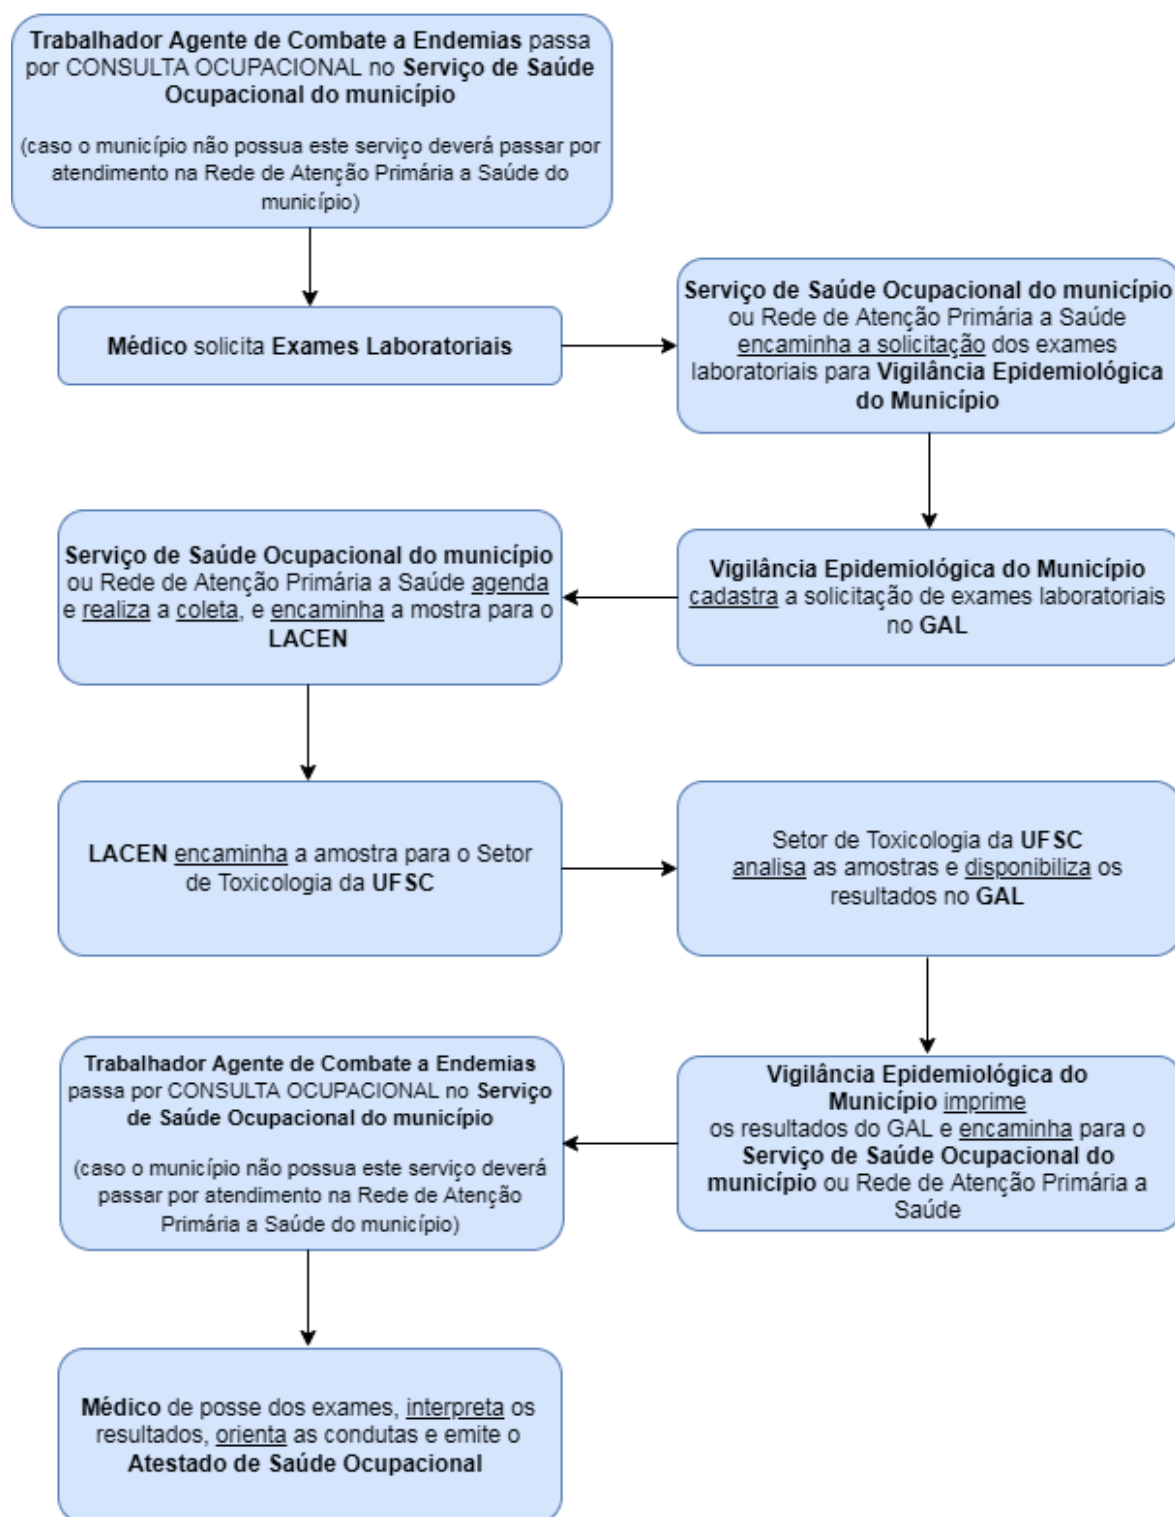 Trabalhador Agente de Combate a Endemias passa
por CONSULTA OCUPACIONAL no Serviço de Saúde
Ocupacional do município
(caso o município não possua este serviço deverá passar por
atendimento na Rede de Atenção Primária a Saúde do
município)
Médico solicita Exames Laboratoriais
Serviço de Saúde Ocupacional do município
ou Rede de Atenção Primária a Saúde
encaminha a solicitação dos exames
laboratoriais para Vigilância Epidemiológica
do Município
Vigilância Epidemiológica do Município
cadastra a solicitação de exames laboratoriais
no GAL
Serviço de Saúde Ocupacional do município
ou Rede de Atenção Primária a Saúde agenda
e realiza a coleta, e encaminha a mostra para o
LACEN
LACEN encaminha a amostra para o Setor
de Toxicologia da UFSC
Setor de Toxicologia da UFSC
analisa as amostras e disponibiliza os
resultados no GAL
Vigilância Epidemiológica do
Município imprime
os resultados do GAL e encaminha para o
Serviço de Saúde Ocupacional do
município ou Rede de Atenção Primária a
Saúde
Trabalhador Agente de Combate a Endemias
passa por CONSULTA OCUPACIONAL no Serviço
de Saúde Ocupacional do município
(caso o município não possua este serviço deverá
passar por atendimento na Rede de Atenção
Primária a Saúde do município)
Médico de posse dos exames, interpreta os
resultados, orienta as condutas e emite o
Atestado de Saúde Ocupacional